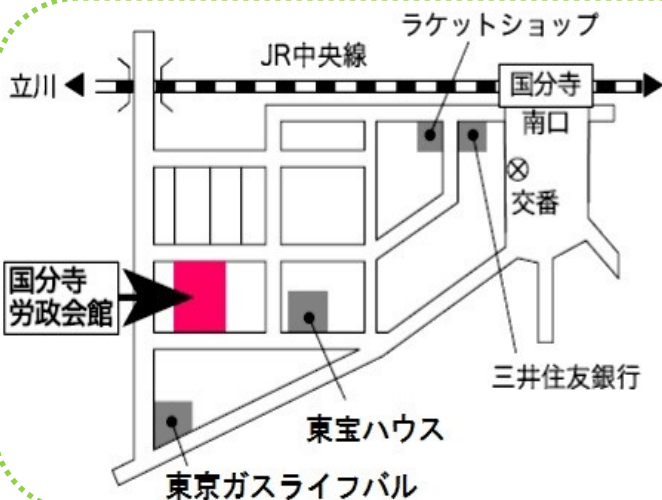 ラケットショップ
JR中央線
立川
国分寺
南口
交番
国分寺
労政会館
三井住友銀行
東宝ハウス
東京ガスライフバル